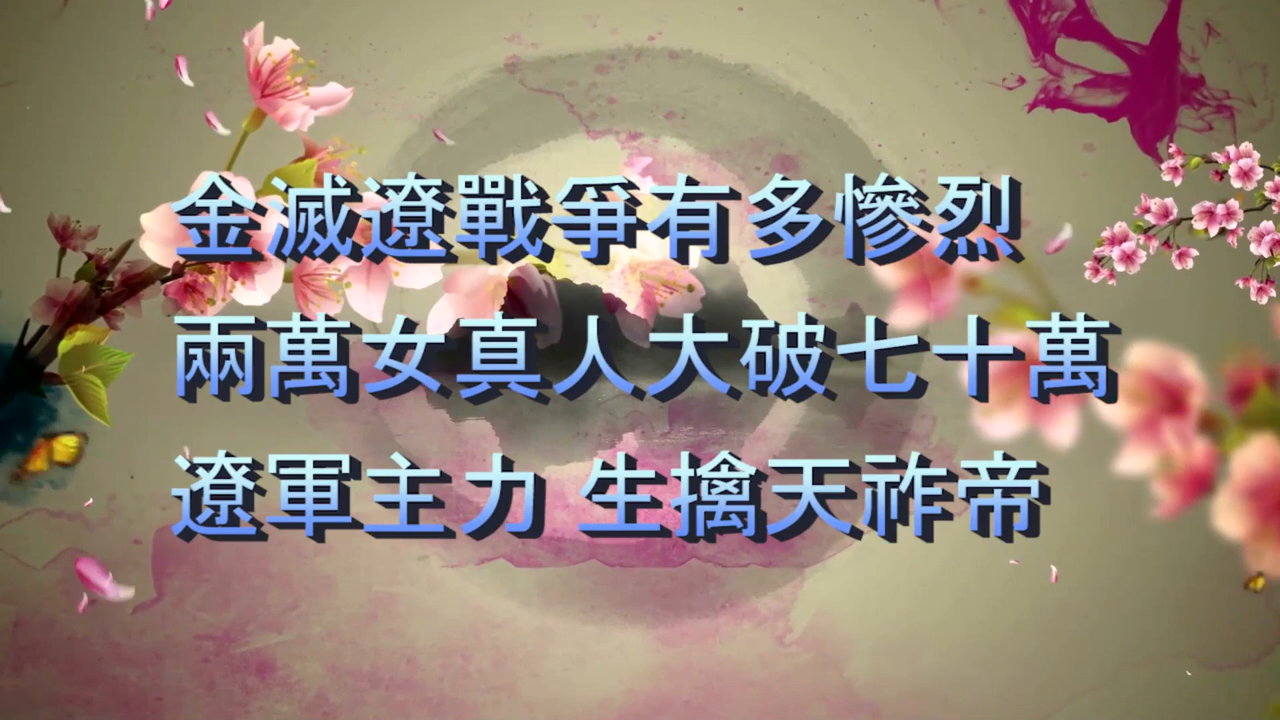 金滅遼戰爭有多慘烈
兩萬女真人大破七十萬
遼軍主力 生擒天祚帝